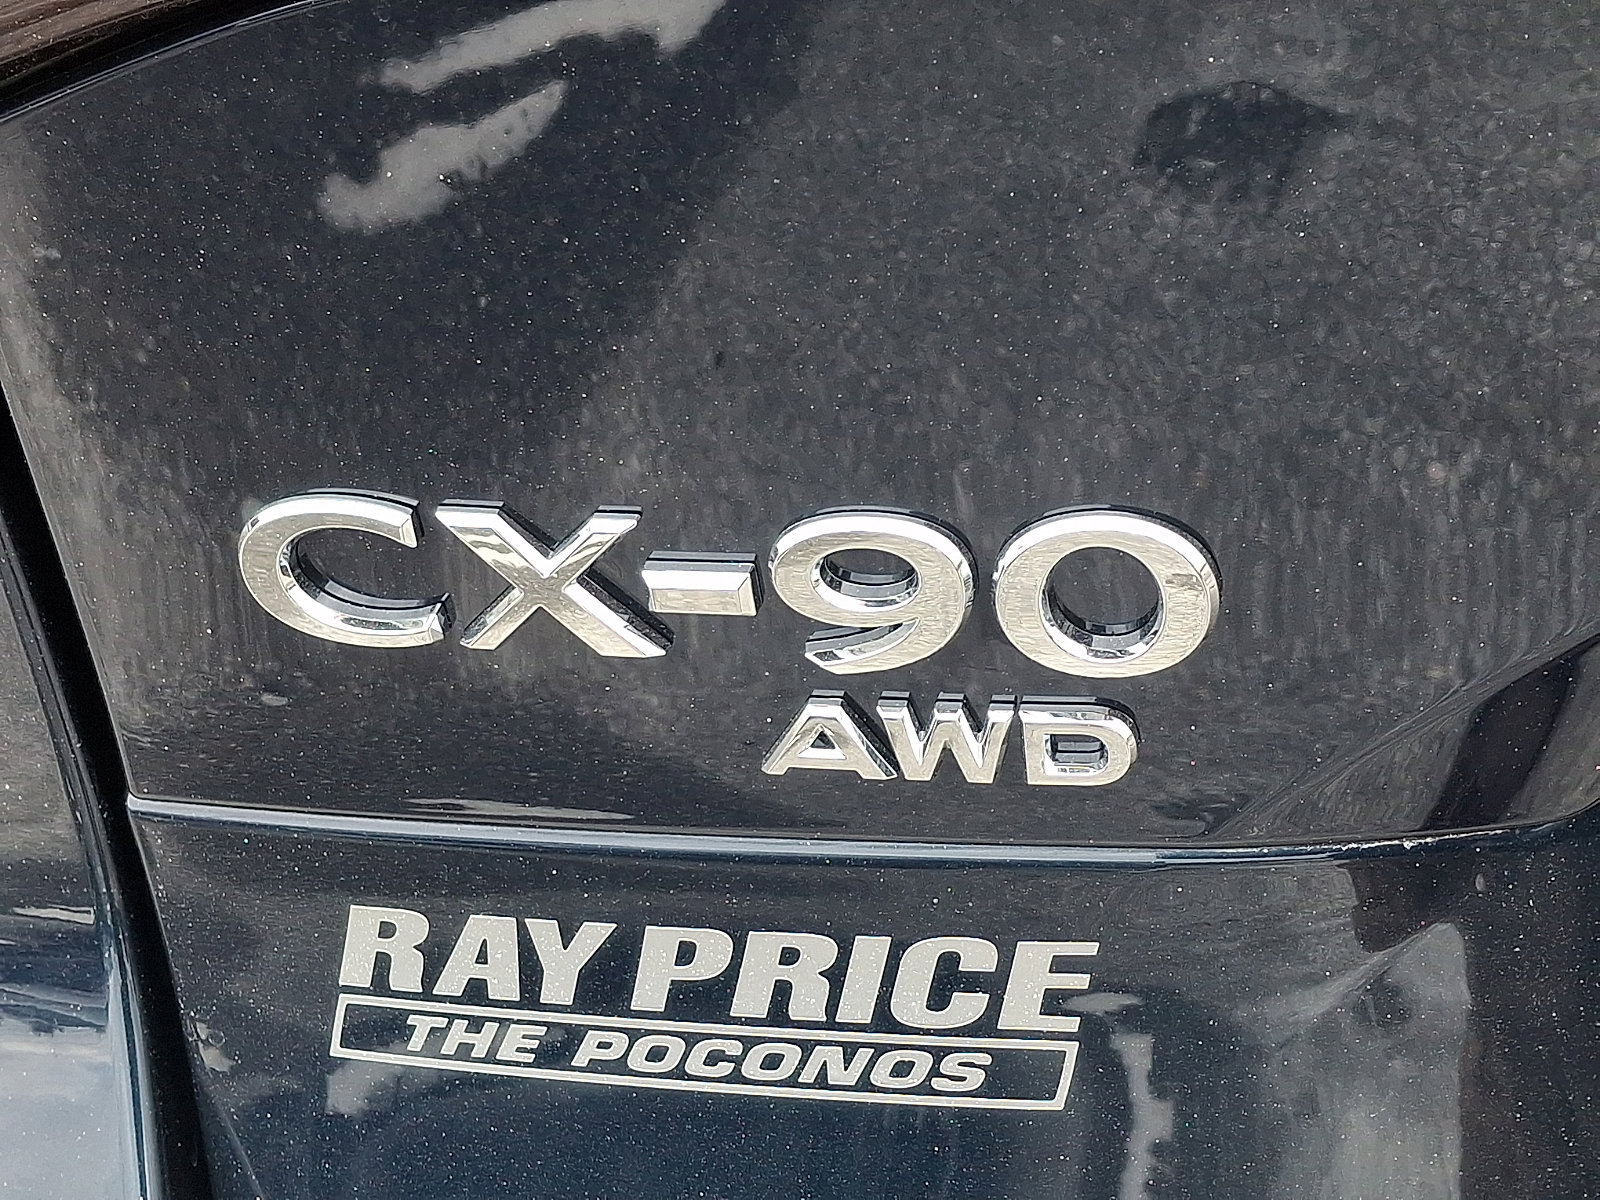 CX-90
AWD
RAY PRICE
THE POCONOS